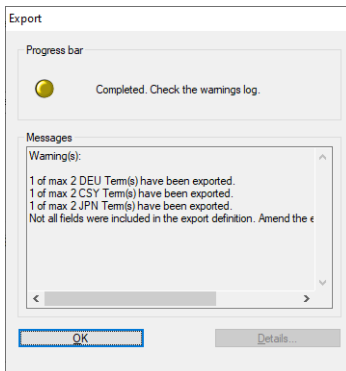 Export
Progress bar
Completed. Check the warnings log.
Messages
Warning(s):
1 of max 2 DEU Term(s) have been exported.
1 of max 2 CSY Term(s) have been exported.
1 of max 2 JPN Term(s) have been exported.
Not all fields were included in the export definition. Amend the e
OK
Details...